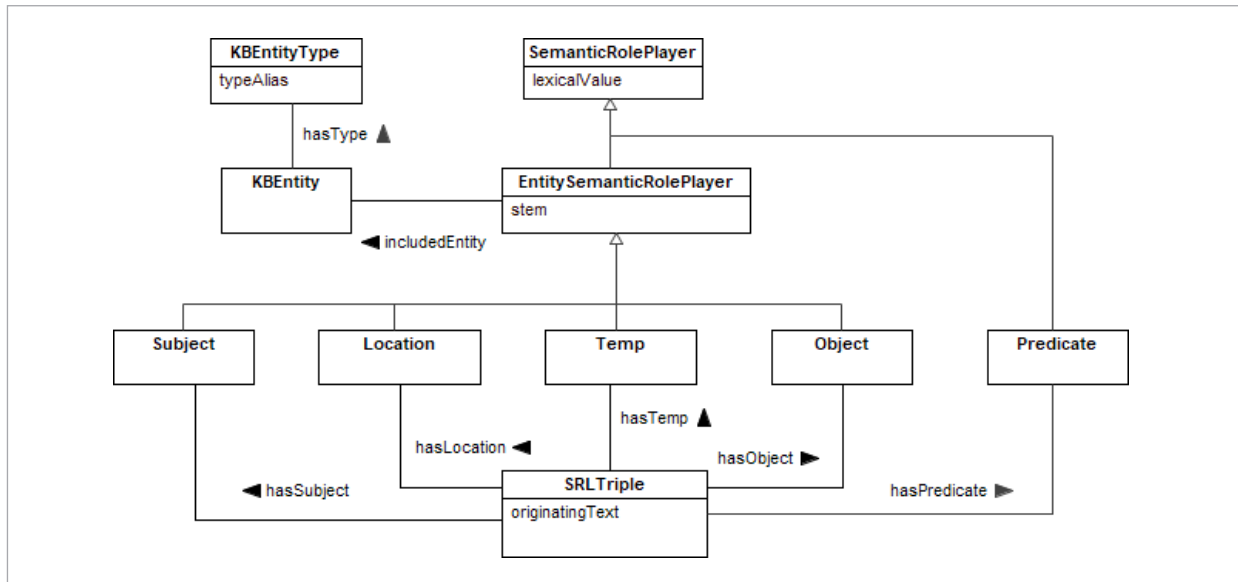 KBEntityType
typeAlias
SemanticRolePlayer
lexicalValue
hasType
KBEntity
EntitySemanticRolePlayer
stem
includedEntity
Subject
Location
Temp
Object
Predicate
hasTemp
hasLocation
hasObject
hasSubject
SRLTriple
originatingText
hasPredicate